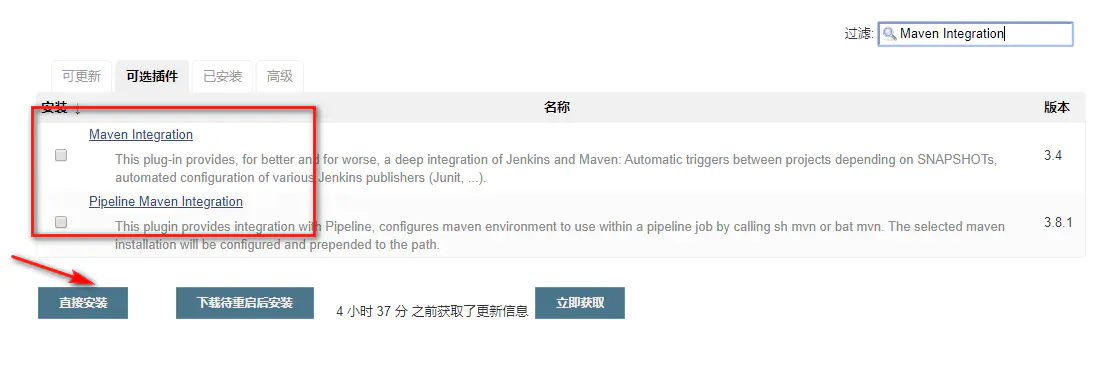 过滤: Maven Integration
可更新 可选插件 已安装 高级
安装 ↓ 名称 版本
Maven Integration
This plug-in provides, for better and for worse, a deep integration of Jenkins and Maven: Automatic triggers between projects depending on SNAPSHOTs,
automated configuration of various Jenkins publishers (Junit, ...).
3.4
Pipeline Maven Integration
This plugin provides integration with Pipeline, configures maven environment to use within a pipeline job by calling sh mvn or bat mvn. The selected maven
installation will be configured and prepended to the path.
3.8.1
直接安装 下载待重启后安装 4 小时 37 分 之前获取了更新信息 立即获取